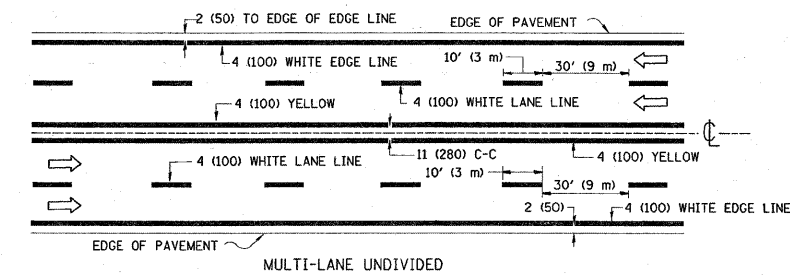 2 (50) TO EDGE OF EDGE LINE
EDGE OF PAVEMENT
4 (100) WHITE EDGE LINE
10' (3 m)
30' (9 m)
4 (100) YELLOW
4 (100) WHITE LANE LINE
℄
4 (100) WHITE LANE LINE
11 (280) C-C
4 (100) YELLOW
10' (3 m)
30' (9 m)
2 (50)
4 (100) WHITE EDGE LINE
EDGE OF PAVEMENT
MULTI-LANE UNDIVIDED